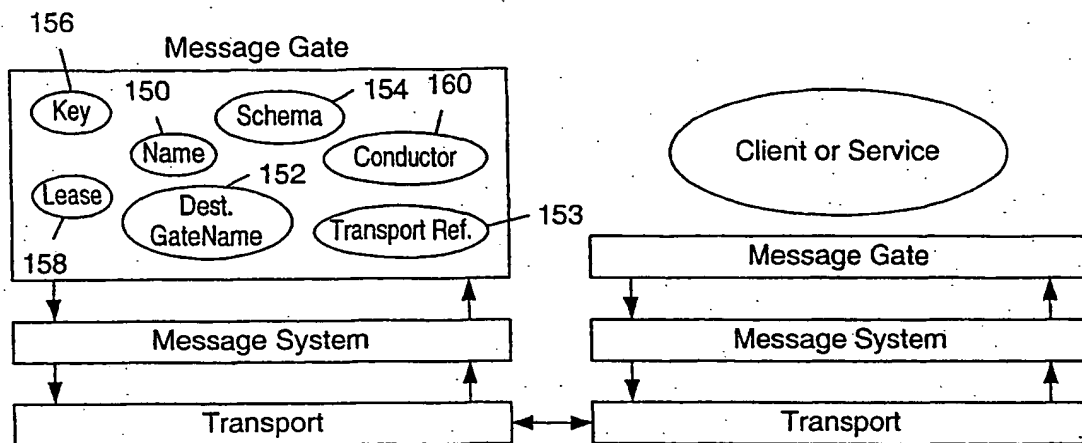 156
Message Gate
Key
150
Schema
154
160
Name
Conductor
Client or Service
Lease
152
Dest.
GateName
Transport Ref.
153
158
Message Gate
Message System
Message System
Transport
Transport